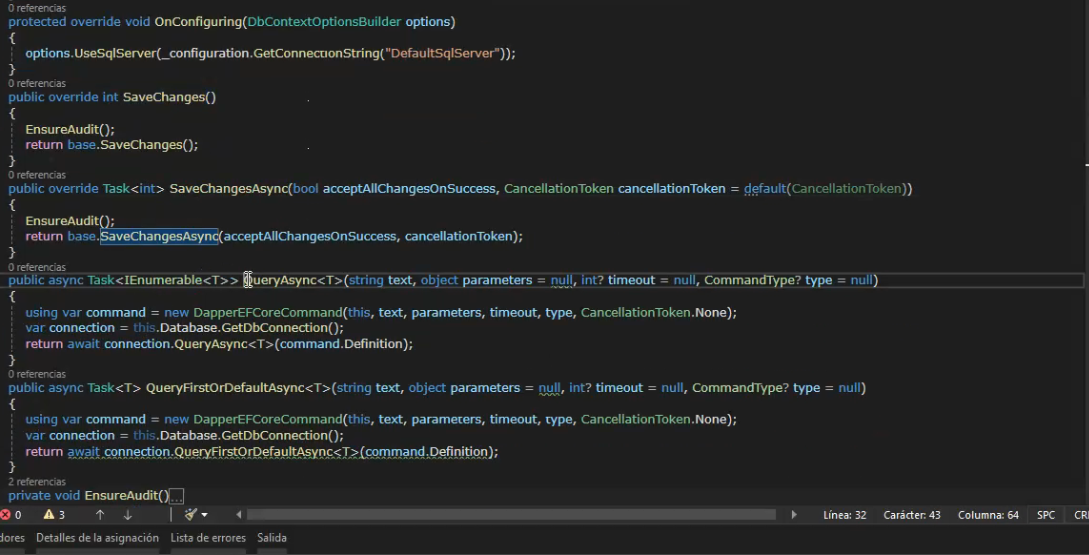 0 referencias
protected override void OnConfiguring(DbContextOptionsBuilder options)
{
options.UseSqlServer(_configuration.GetConnectionString("DefaultSqlServer"));
}
0 referencias
public override int SaveChanges()
{
EnsureAudit();
return base.SaveChanges();
}
0 referencias
public override Task<int> SaveChangesAsync(bool acceptAllChangesOnSuccess, CancellationToken cancellationToken = default(CancellationToken))
{
EnsureAudit();
return base.SaveChangesAsync(acceptAllChangesOnSuccess, cancellationToken);
}
0 referencias
public async Task<IEnumerable<T>> QueryAsync<T>(string text, object parameters = null, int? timeout = null, CommandType? type = null)
{
using var command = new DapperEFCoreCommand(this, text, parameters, timeout, type, CancellationToken.None);
var connection = this.Database.GetDbConnection();
return await connection.QueryAsync<T>(command.Definition);
}
0 referencias
public async Task<T> QueryFirstOrDefaultAsync<T>(string text, object parameters = null, int? timeout = null, CommandType? type = null)
{
using var command = new DapperEFCoreCommand(this, text, parameters, timeout, type, CancellationToken.None);
var connection = this.Database.GetDbConnection();
return await connection.QueryFirstOrDefaultAsync<T>(command.Definition);
}
2 referencias
private void EnsureAudit()...
0 3 Línea: 32 Carácter: 43 Columna: 64 SPC CR
dores Detalles de la asignación Lista de errores Salida